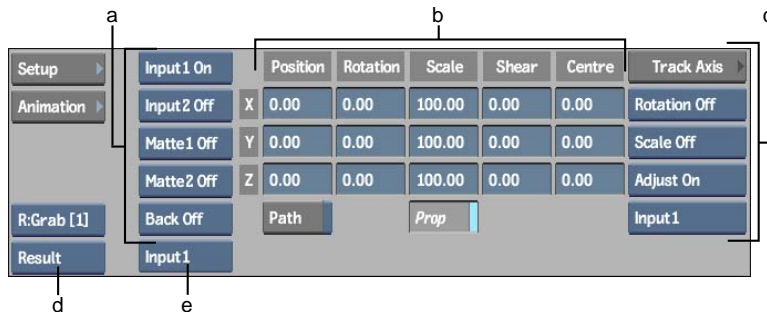 a b
Setup Input1 On Position Rotation Scale Shear Centre Track Axis
Animation Input2 Off X 0.00 0.00 100.00 0.00 0.00 Rotation Off
Matte1 Off Y 0.00 0.00 100.00 0.00 0.00 Scale Off
Matte2 Off Z 0.00 0.00 100.00 0.00 0.00 Adjust On
R:Grab [1] Back Off Path Prop Input1
Result Input1
d e